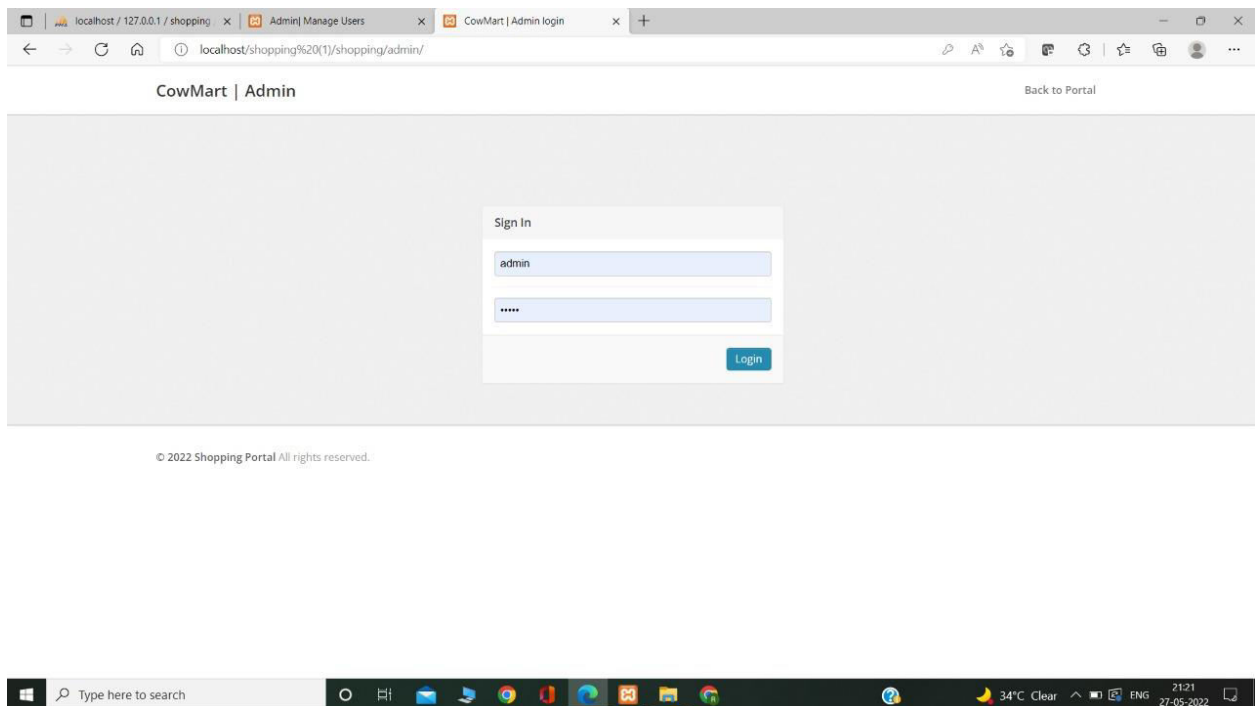 localhost / 127.0.0.1 / shopping
Admin| Manage Users
CowMart | Admin login
localhost/shopping%20(1)/shopping/admin/
CowMart | Admin
Back to Portal
Sign In
admin
•••••
Login
© 2022 Shopping Portal All rights reserved.
Type here to search
34°C Clear
ENG
21:21
27-05-2022